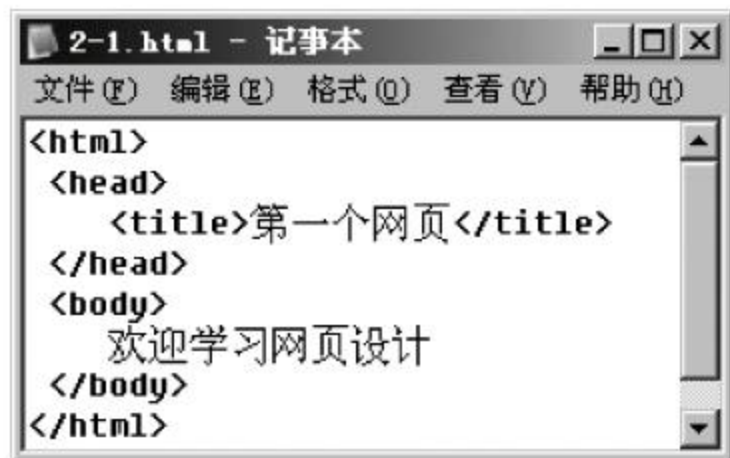 2-1.html - 记事本
文件(F) 编辑(E) 格式(O) 查看(V) 帮助(H)
<html>
<head>
<title>第一个网页</title>
</head>
<body>
欢迎学习网页设计
</body>
</html>